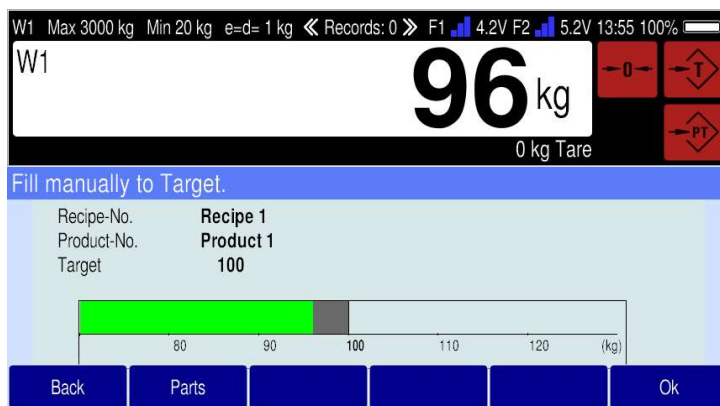 W1 Max 3000 kg Min 20 kg e=d= 1 kg ≪ Records: 0 ≫ F1 4.2V F2 5.2V 13:55 100%
W1
96 kg
→0← →T
→PT
0 kg Tare
Fill manually to Target.
Recipe-No. Recipe 1
Product-No. Product 1
Target 100
80 90 100 110 120 (kg)
Back Parts Ok